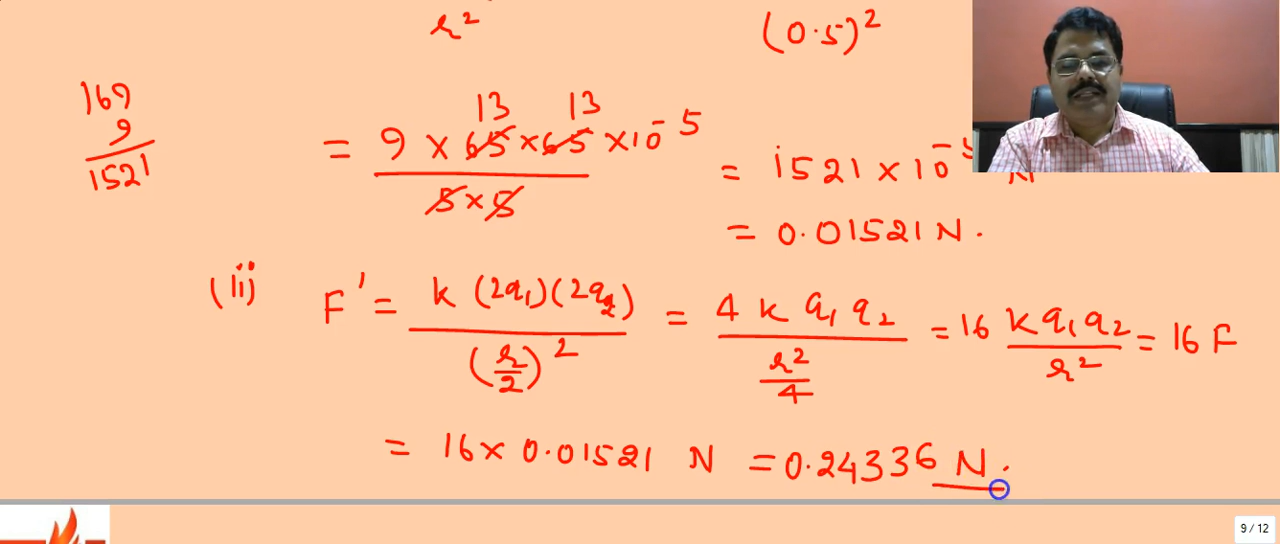 r² (0.5)²
169
9
1521
13 13
= 9 × 65 × 65 × 10⁻⁵ / 5 × 5 = 1521 × 10⁻⁵
= 0.01521 N.
(ii) F' = k (2q₁)(2q₂) / (r/2)² = 4 k q₁ q₂ / r²/4 = 16 k q₁ q₂ / r² = 16 F
= 16 × 0.01521 N = 0.24336 N.
9 / 12